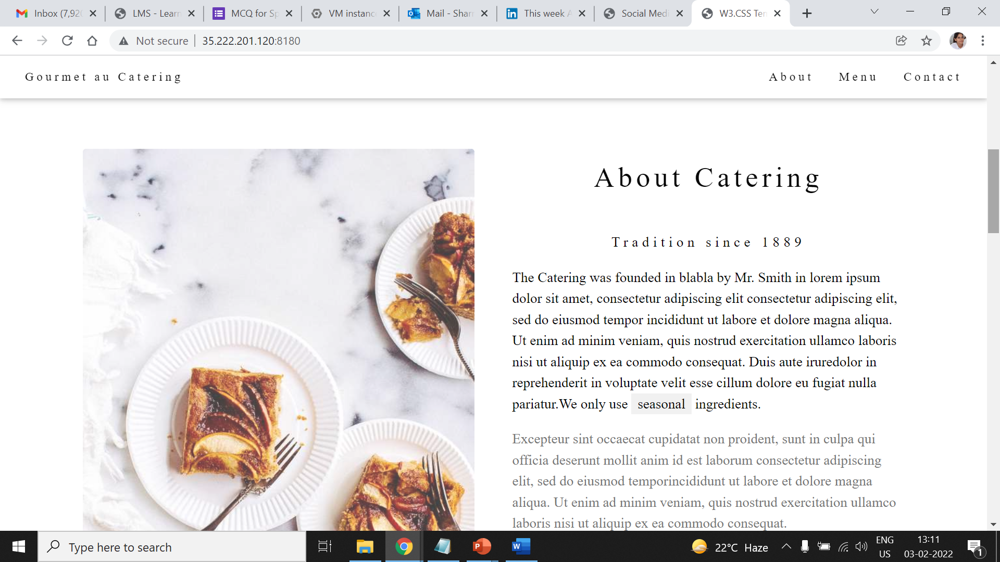 Inbox (7,920
LMS - Learn
MCQ for Sp
VM instanc
Mail - Shar
This week A
Social Medi
W3.CSS Tem
Not secure
35.222.201.120:8180
Gourmet au Catering
About
Menu
Contact
About Catering
Tradition since 1889
The Catering was founded in blabla by Mr. Smith in lorem ipsum
dolor sit amet, consectetur adipiscing elit consectetur adipiscing elit,
sed do eiusmod tempor incididunt ut labore et dolore magna aliqua.
Ut enim ad minim veniam, quis nostrud exercitation ullamco laboris
nisi ut aliquip ex ea commodo consequat. Duis aute iruredolor in
reprehenderit in voluptate velit esse cillum dolore eu fugiat nulla
pariatur.We only use seasonal ingredients.
Excepteur sint occaecat cupidatat non proident, sunt in culpa qui
officia deserunt mollit anim id est laborum consectetur adipiscing
elit, sed do eiusmod temporincididunt ut labore et dolore magna
aliqua. Ut enim ad minim veniam, quis nostrud exercitation ullamco
laboris nisi ut aliquip ex ea commodo consequat.
Type here to search
22°C Haze
ENG
US
13:11
03-02-2022
1